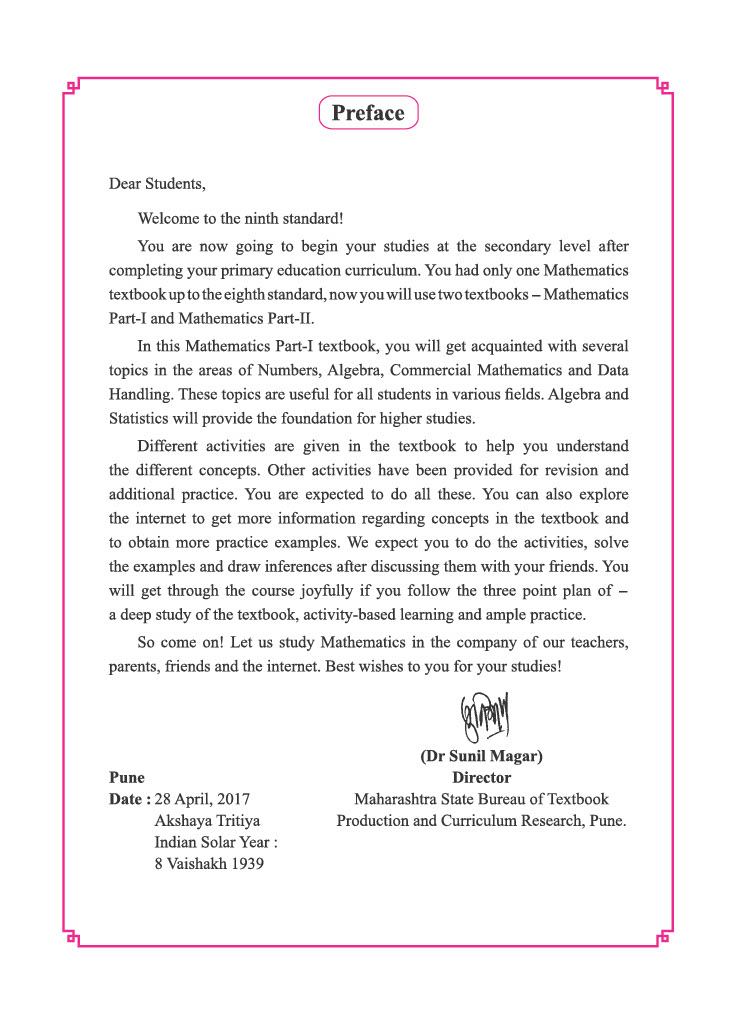 Preface
Dear Students,
Welcome to the ninth standard!
You are now going to begin your studies at the secondary level after
completing your primary education curriculum. You had only one Mathematics
textbook up to the eighth standard, now you will use two textbooks – Mathematics
Part-I and Mathematics Part-II.
In this Mathematics Part-I textbook, you will get acquainted with several
topics in the areas of Numbers, Algebra, Commercial Mathematics and Data
Handling. These topics are useful for all students in various fields. Algebra and
Statistics will provide the foundation for higher studies.
Different activities are given in the textbook to help you understand
the different concepts. Other activities have been provided for revision and
additional practice. You are expected to do all these. You can also explore
the internet to get more information regarding concepts in the textbook and
to obtain more practice examples. We expect you to do the activities, solve
the examples and draw inferences after discussing them with your friends. You
will get through the course joyfully if you follow the three point plan of –
a deep study of the textbook, activity-based learning and ample practice.
So come on! Let us study Mathematics in the company of our teachers,
parents, friends and the internet. Best wishes to you for your studies!
(Dr Sunil Magar)
Pune Director
Date : 28 April, 2017 Maharashtra State Bureau of Textbook
Akshaya Tritiya Production and Curriculum Research, Pune.
Indian Solar Year :
8 Vaishakh 1939